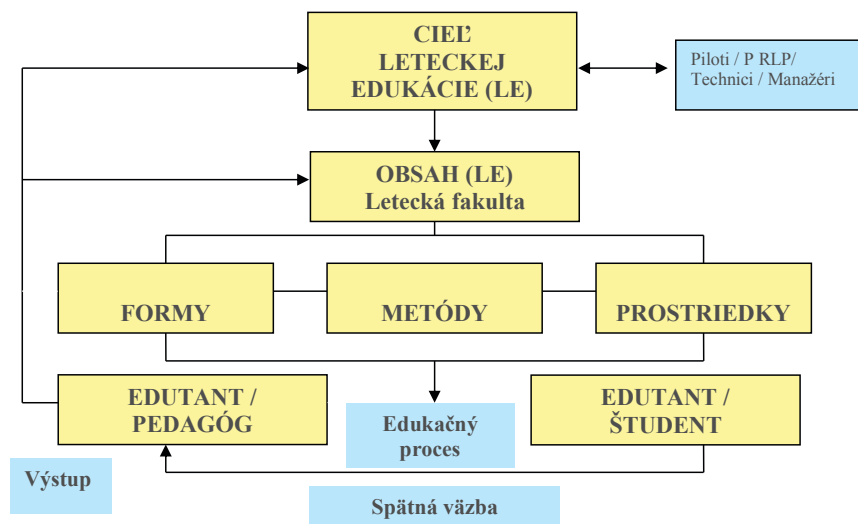 CIEĽ
LETECKEJ
EDUKÁCIE (LE)
Piloti / P RLP/
Technici / Manažéri
OBSAH (LE)
Letecká fakulta
FORMY
METÓDY
PROSTRIEDKY
EDUTANT /
PEDAGÓG
Edukačný
proces
EDUTANT /
ŠTUDENT
Výstup
Spätná väzba